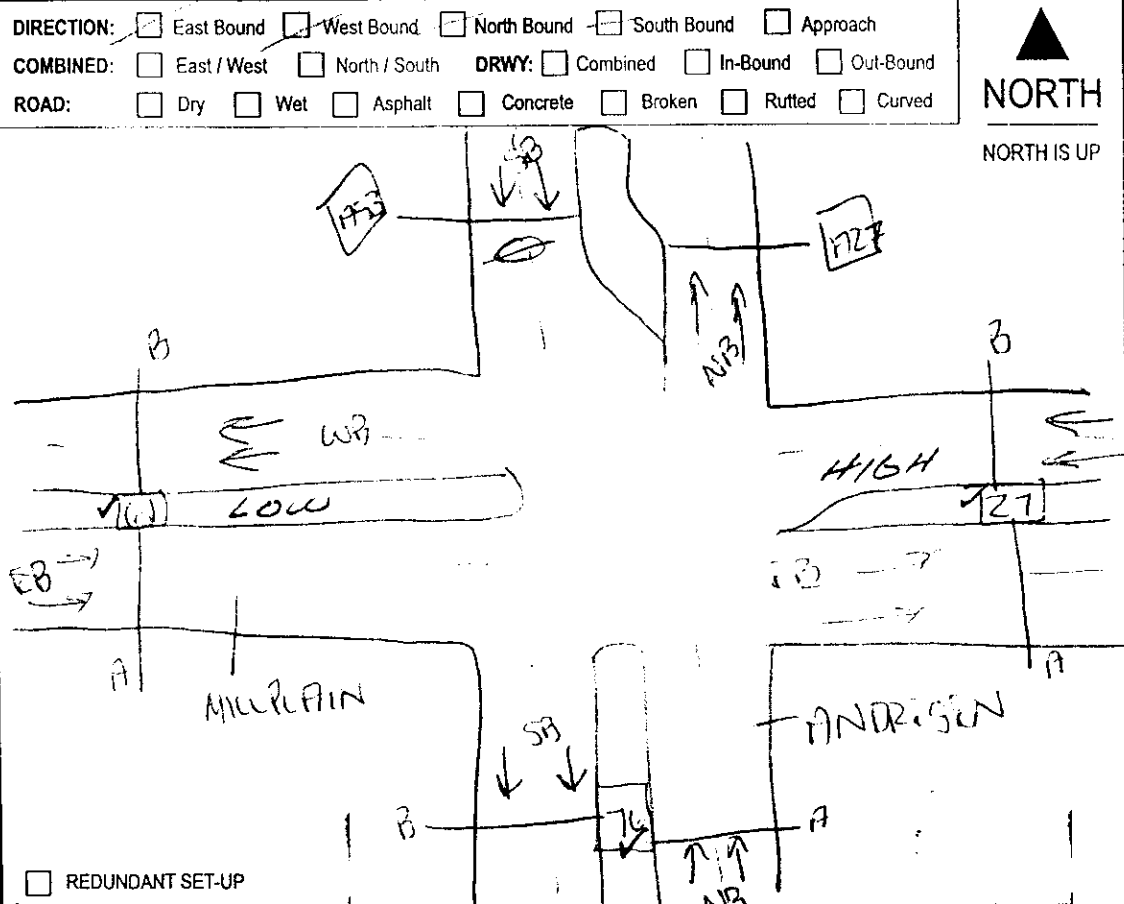 DIRECTION: East Bound West Bound North Bound South Bound Approach
COMBINED: East / West North / South DRWY: Combined In-Bound Out-Bound
ROAD: Dry Wet Asphalt Concrete Broken Rutted Curved
NORTH
NORTH IS UP
SB
1727
NB
B
B
WB
HIGH
LOW
27
EB
EB
A
A
MILLPLAIN
ANDRiSEN
SB
B
A
NB
REDUNDANT SET-UP